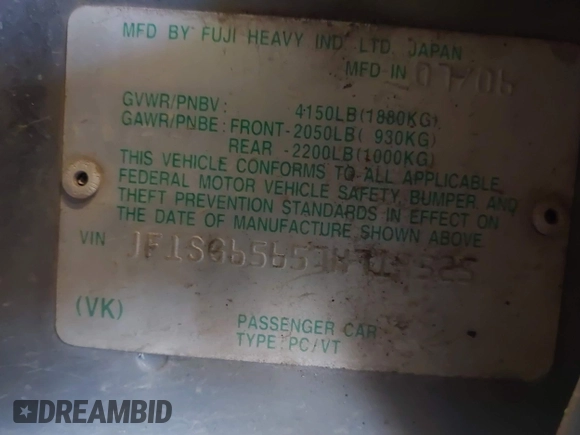 MFD BY FUJI HEAVY IND. LTD. JAPAN
MFD IN 07/06
GVWR/PNBV: 4150LB(1880KG)
GAWR/PNBE: FRONT-2050LB( 930KG)
REAR -2200LB(1000KG)
THIS VEHICLE CONFORMS TO ALL APPLICABLE
FEDERAL MOTOR VEHICLE SAFETY, BUMPER, AND
THEFT PREVENTION STANDARDS IN EFFECT ON
THE DATE OF MANUFACTURE SHOWN ABOVE.
VIN
(VK)
PASSENGER CAR
TYPE: PC/VT
DREAMBID